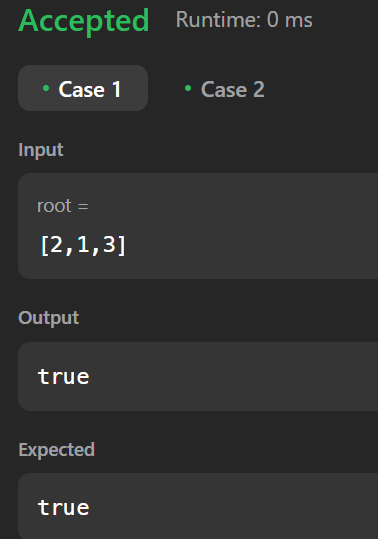 Accepted Runtime: 0 ms
• Case 1 • Case 2
Input
root =
[2,1,3]
Output
true
Expected
true